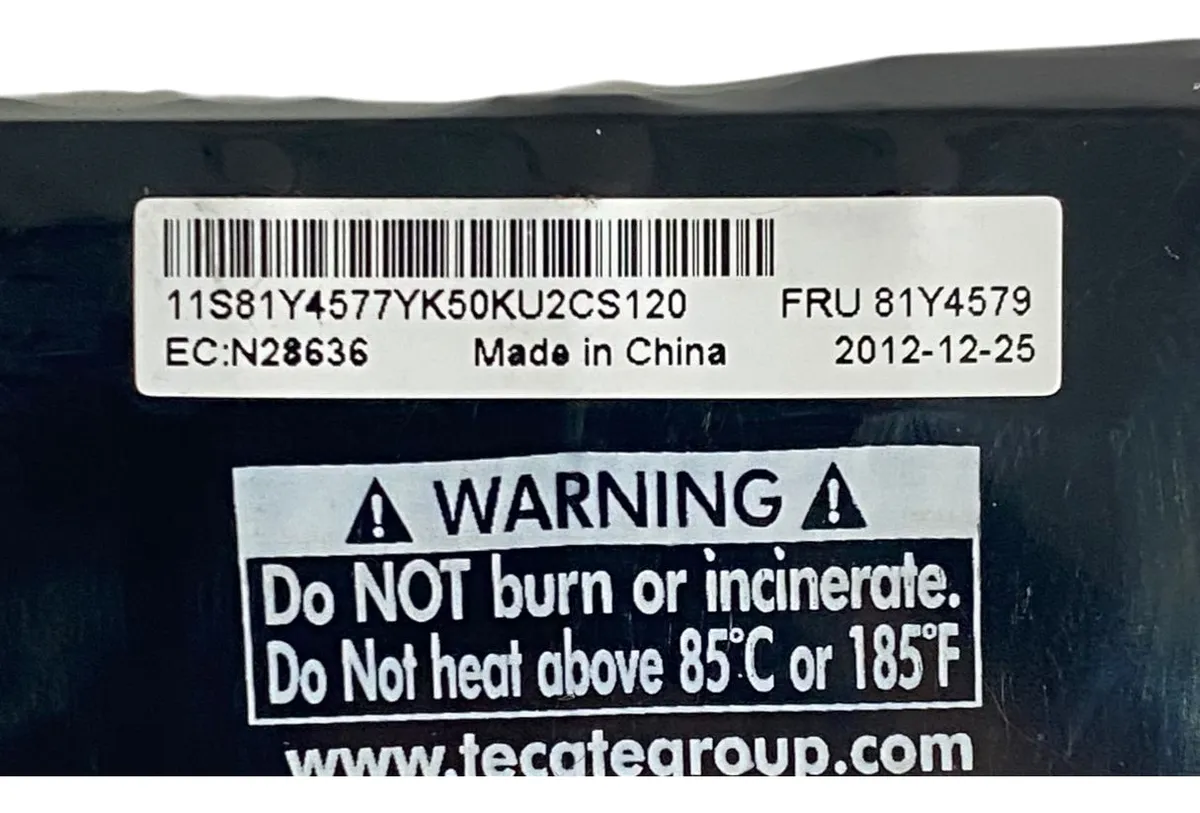 11S81Y4577YK50KU2CS120 FRU 81Y4579
EC:N28636 Made in China 2012-12-25
WARNING
Do NOT burn or incinerate.
Do Not heat above 85°C or 185°F
www.tecategroup.com